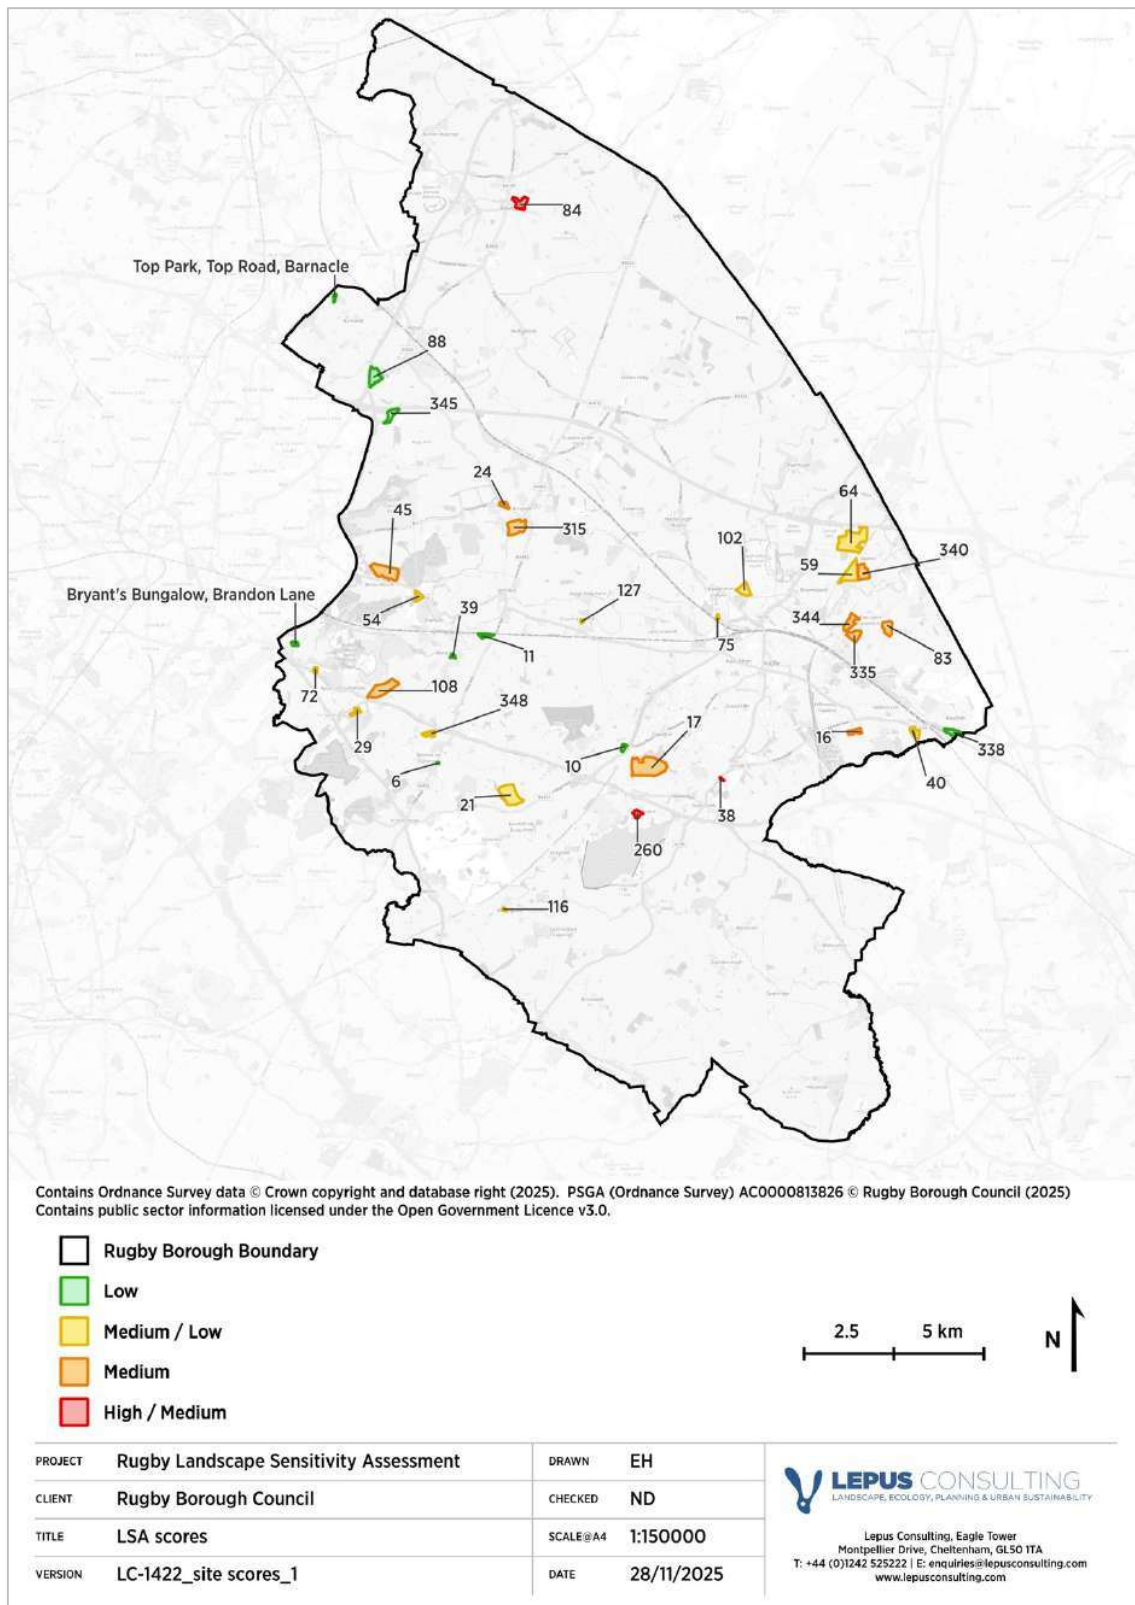 84
Top Park, Top Road, Barnacle
88
345
24
45
315
64
102
340
59
Bryant's Bungalow, Brandon Lane
127
39
54
344
11
75
83
335
72
108
348
17
29
16
338
10
6
40
21
38
260
116
Contains Ordnance Survey data © Crown copyright and database right (2025). PSGA (Ordnance Survey) AC0000813826 © Rugby Borough Council (2025)
Contains public sector information licensed under the Open Government Licence v3.0.
Rugby Borough Boundary
Low
Medium / Low
Medium
High / Medium
2.5 5 km
N
PROJECT Rugby Landscape Sensitivity Assessment
CLIENT Rugby Borough Council
TITLE LSA scores
VERSION LC-1422_site scores_1
DRAWN EH
CHECKED ND
SCALE@A4 1:150000
DATE 28/11/2025
LEPUS CONSULTING
LANDSCAPE, ECOLOGY, PLANNING & URBAN SUSTAINABILITY
Lepus Consulting, Eagle Tower
Montpellier Drive, Cheltenham, GL50 1TA
T: +44 (0)1242 525222 | E: enquiries@lepusconsulting.com
www.lepusconsulting.com